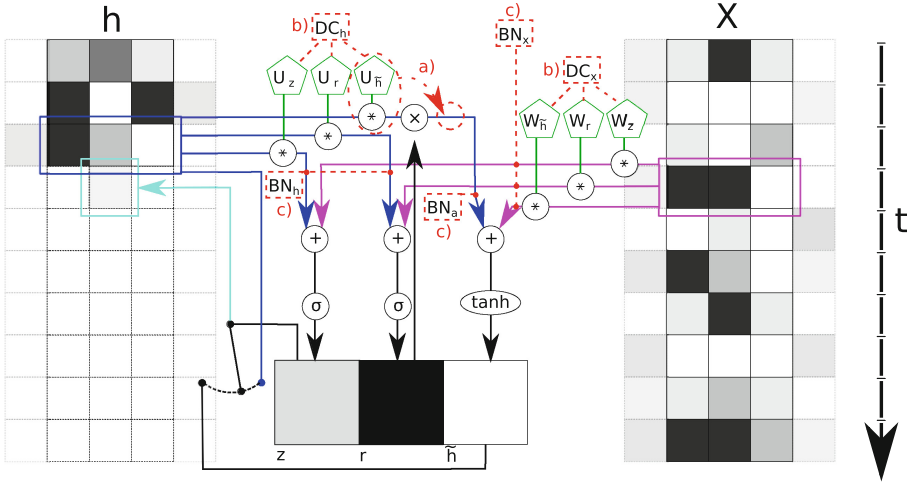 h
X
c)
b) DC_h
BN_x
U_z U_r U_h̃
a)
b) DC_x
W_h̃ W_r W_z
* × 
* *
* *
*
BN_h
c)
BN_a
c)
+ + +
t
σ σ tanh
z r h̃